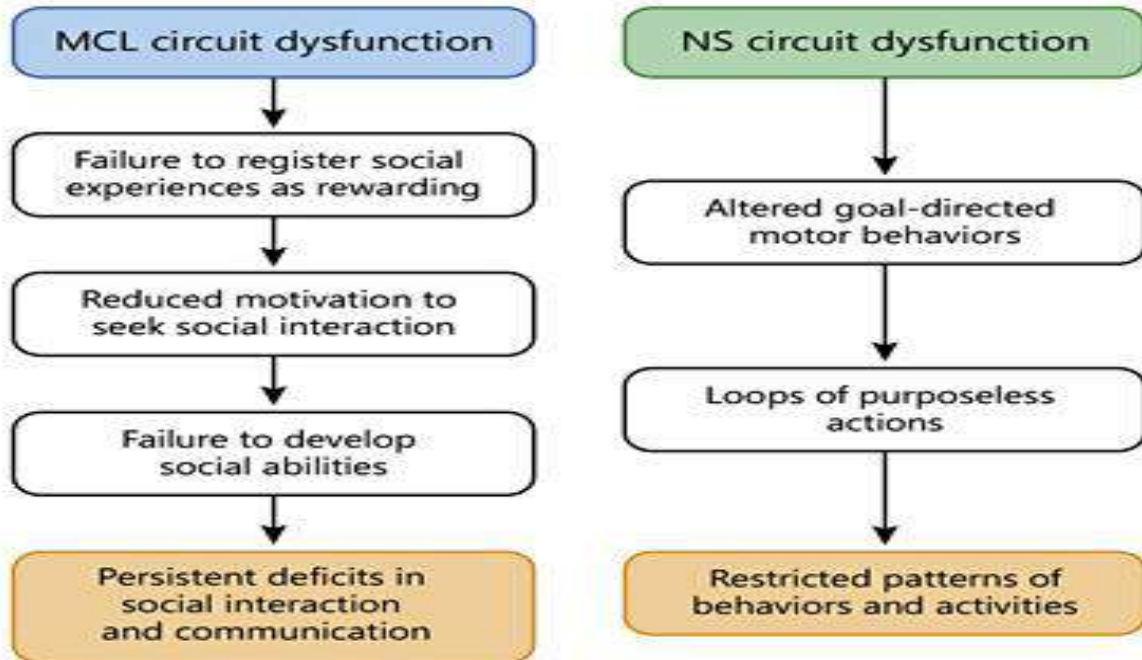 MCL circuit dysfunction
Failure to register social
experiences as rewarding
Reduced motivation to
seek social interaction
Failure to develop
social abilities
Persistent deficits in
social interaction
and communication
NS circuit dysfunction
Altered goal-directed
motor behaviors
Loops of purposeless
actions
Restricted patterns of
behaviors and activities